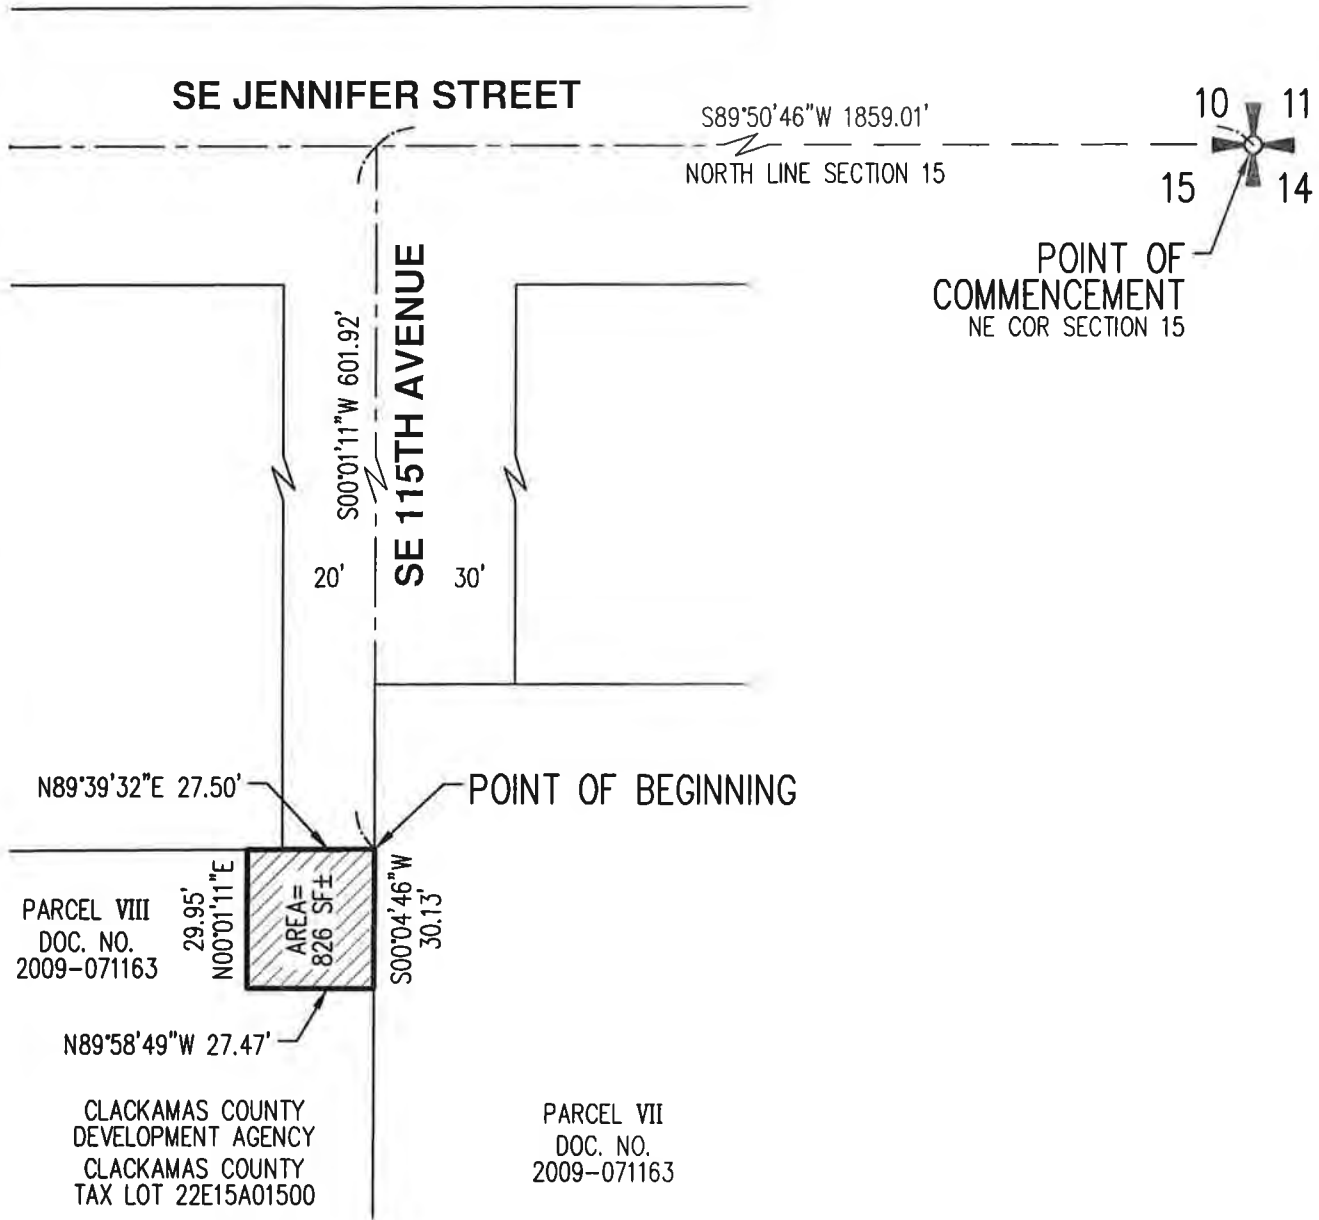 SE JENNIFER STREET
S89°50'46"W 1859.01'
NORTH LINE SECTION 15
10 11
15 14
POINT OF
COMMENCEMENT
NE COR SECTION 15
S00°01'11"W 601.92'
SE 115TH AVENUE
20'
30'
N89°39'32"E 27.50'
POINT OF BEGINNING
PARCEL VIII
DOC. NO.
2009-071163
29.95'
N00°01'11"E
AREA=
826 SF±
S00°04'46"W
30.13'
N89°58'49"W 27.47'
CLACKAMAS COUNTY
DEVELOPMENT AGENCY
CLACKAMAS COUNTY
TAX LOT 22E15A01500
PARCEL VII
DOC. NO.
2009-071163